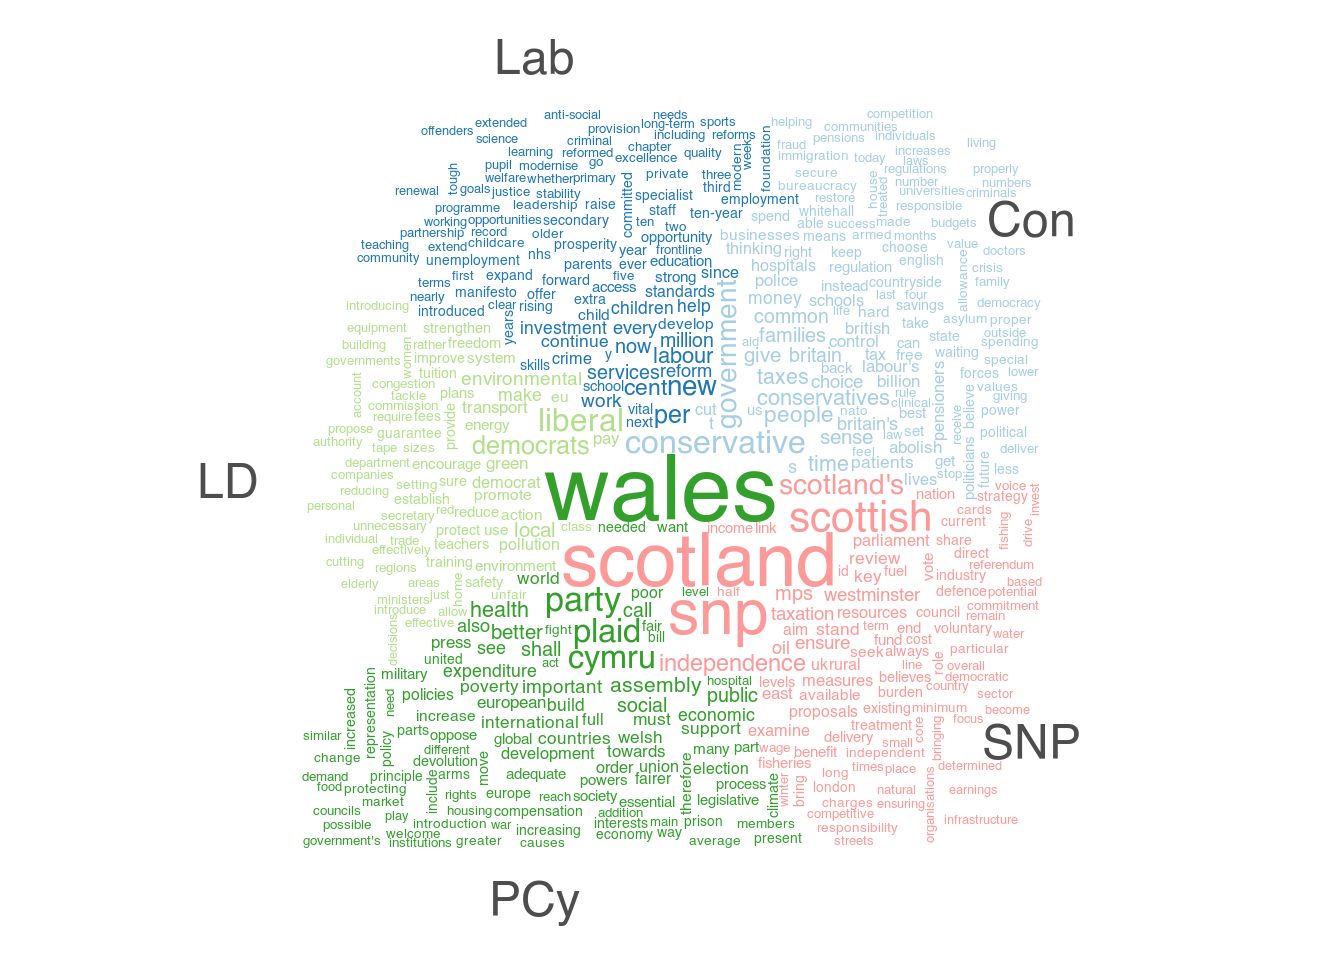 Lab
Con
LD
SNP
PCy
anti-social needs competition
extended long-term sports helping
offenders provision communities
science criminal including reforms pensions individuals living
learning reformed chapter fraud increases
pupil modernise go excellence quality modern week foundation immigration today laws
tough welfare whether primary private three secure regulations properly
renewal goals justice stability committed specialist third employment bureaucracy house treated number numbers
programme leadership raise restore universities criminals
working opportunities secondary staff ten-year spend whitehall responsible
partnership record older ten two able success made budgets
teaching extend childcare prosperity opportunity businesses means armed months value
community unemployment nhs year frontline thinking right keep choose doctors
parents ever education hospitals regulation english allowance crisis
terms first expand forward five strong since police instead countryside family
nearly manifesto offer access standards money schools last four
introducing introduced clear rising extra children help government common life hard savings democracy
equipment strengthen years child develop british take asylum proper
building rather freedom investment every families control can state outside
women continue now million aid spending
governments improve system crime y labour give britain tax free waiting special
tuition skills services reform back labour's forces lower
congestion environmental school cent new taxes choice billion values
account tackle plans make eu work conservatives rule pensioners giving
commission transport vital per cut us people nato clinical best receive believe power
require fees liberal next t britain's
propose guarantee provide energy law set political
authority democrats pay conservative sense abolish
tape sizes feel deliver
department encourage green s time patients get politicians future less
companies setting sure democrat wales scotland's lives stop
reducing promote nation voice invest
personal establish strategy
secretary red reduce action scottish cards
unnecessary protect use local class needed want income link current fishing drive
individual trade teachers pollution parliament share
effectively scotland direct
cutting regions training environment review vote referendum
elderly areas home safety world id key fuel industry based
just unfair poor level half mps westminster defence potential
ministers party snp commitment
introduce allow health call taxation resources council remain
effective also better fight plaid fair aim stand term end voluntary water
decisions press see shall bill oil ensure fund cost
united act cymru independence ukrural seek always particular
military expenditure line role overall
representation poverty important assembly hospital levels measures believes democratic
need policies european build social public east available burden country sector
increased increase international full must economic proposals existing minimum become
similar policy parts oppose global countries welsh support examine treatment core focus
change different development towards many part wage delivery small bringing
devolution benefit independent
demand principle arms move adequate order union election fisheries times place determined
food protecting include powers fairer therefore process climate winter long
market rights europe reach society essential legislative bring london natural organisations earnings
councils play housing compensation addition charges ensuring
possible introduction war interests main prison members competitive infrastructure
welcome increasing economy way responsibility
government's institutions greater causes average present streets